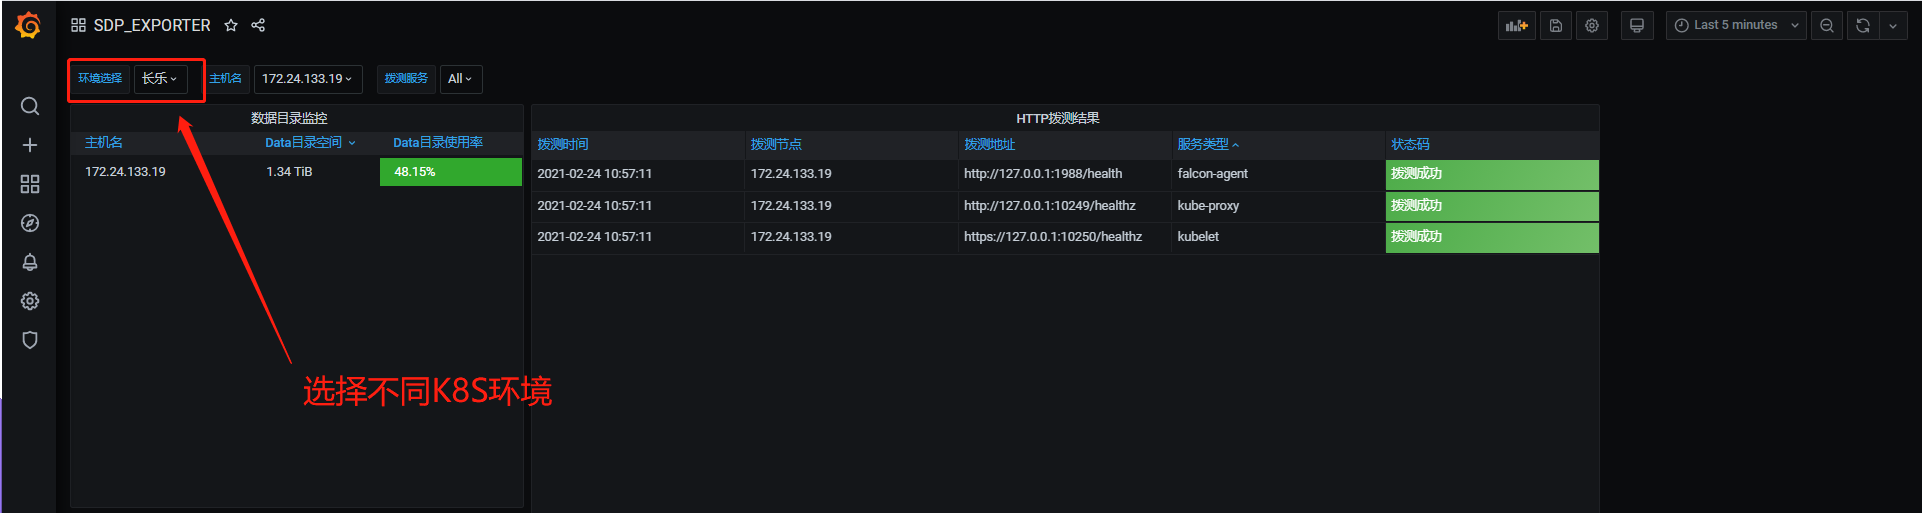 SDP_EXPORTER
Last 5 minutes
环境选择 长乐 主机名 172.24.133.19 拨测服务 All
数据目录监控
主机名 Data目录空间 Data目录使用率
172.24.133.19 1.34 TiB 48.15%
HTTP拨测结果
拨测时间 拨测节点 拨测地址 服务类型 状态码
2021-02-24 10:57:11 172.24.133.19 http://127.0.0.1:1988/health falcon-agent 拨测成功
2021-02-24 10:57:11 172.24.133.19 http://127.0.0.1:10249/healthz kube-proxy 拨测成功
2021-02-24 10:57:11 172.24.133.19 https://127.0.0.1:10250/healthz kubelet 拨测成功
选择不同K8S环境